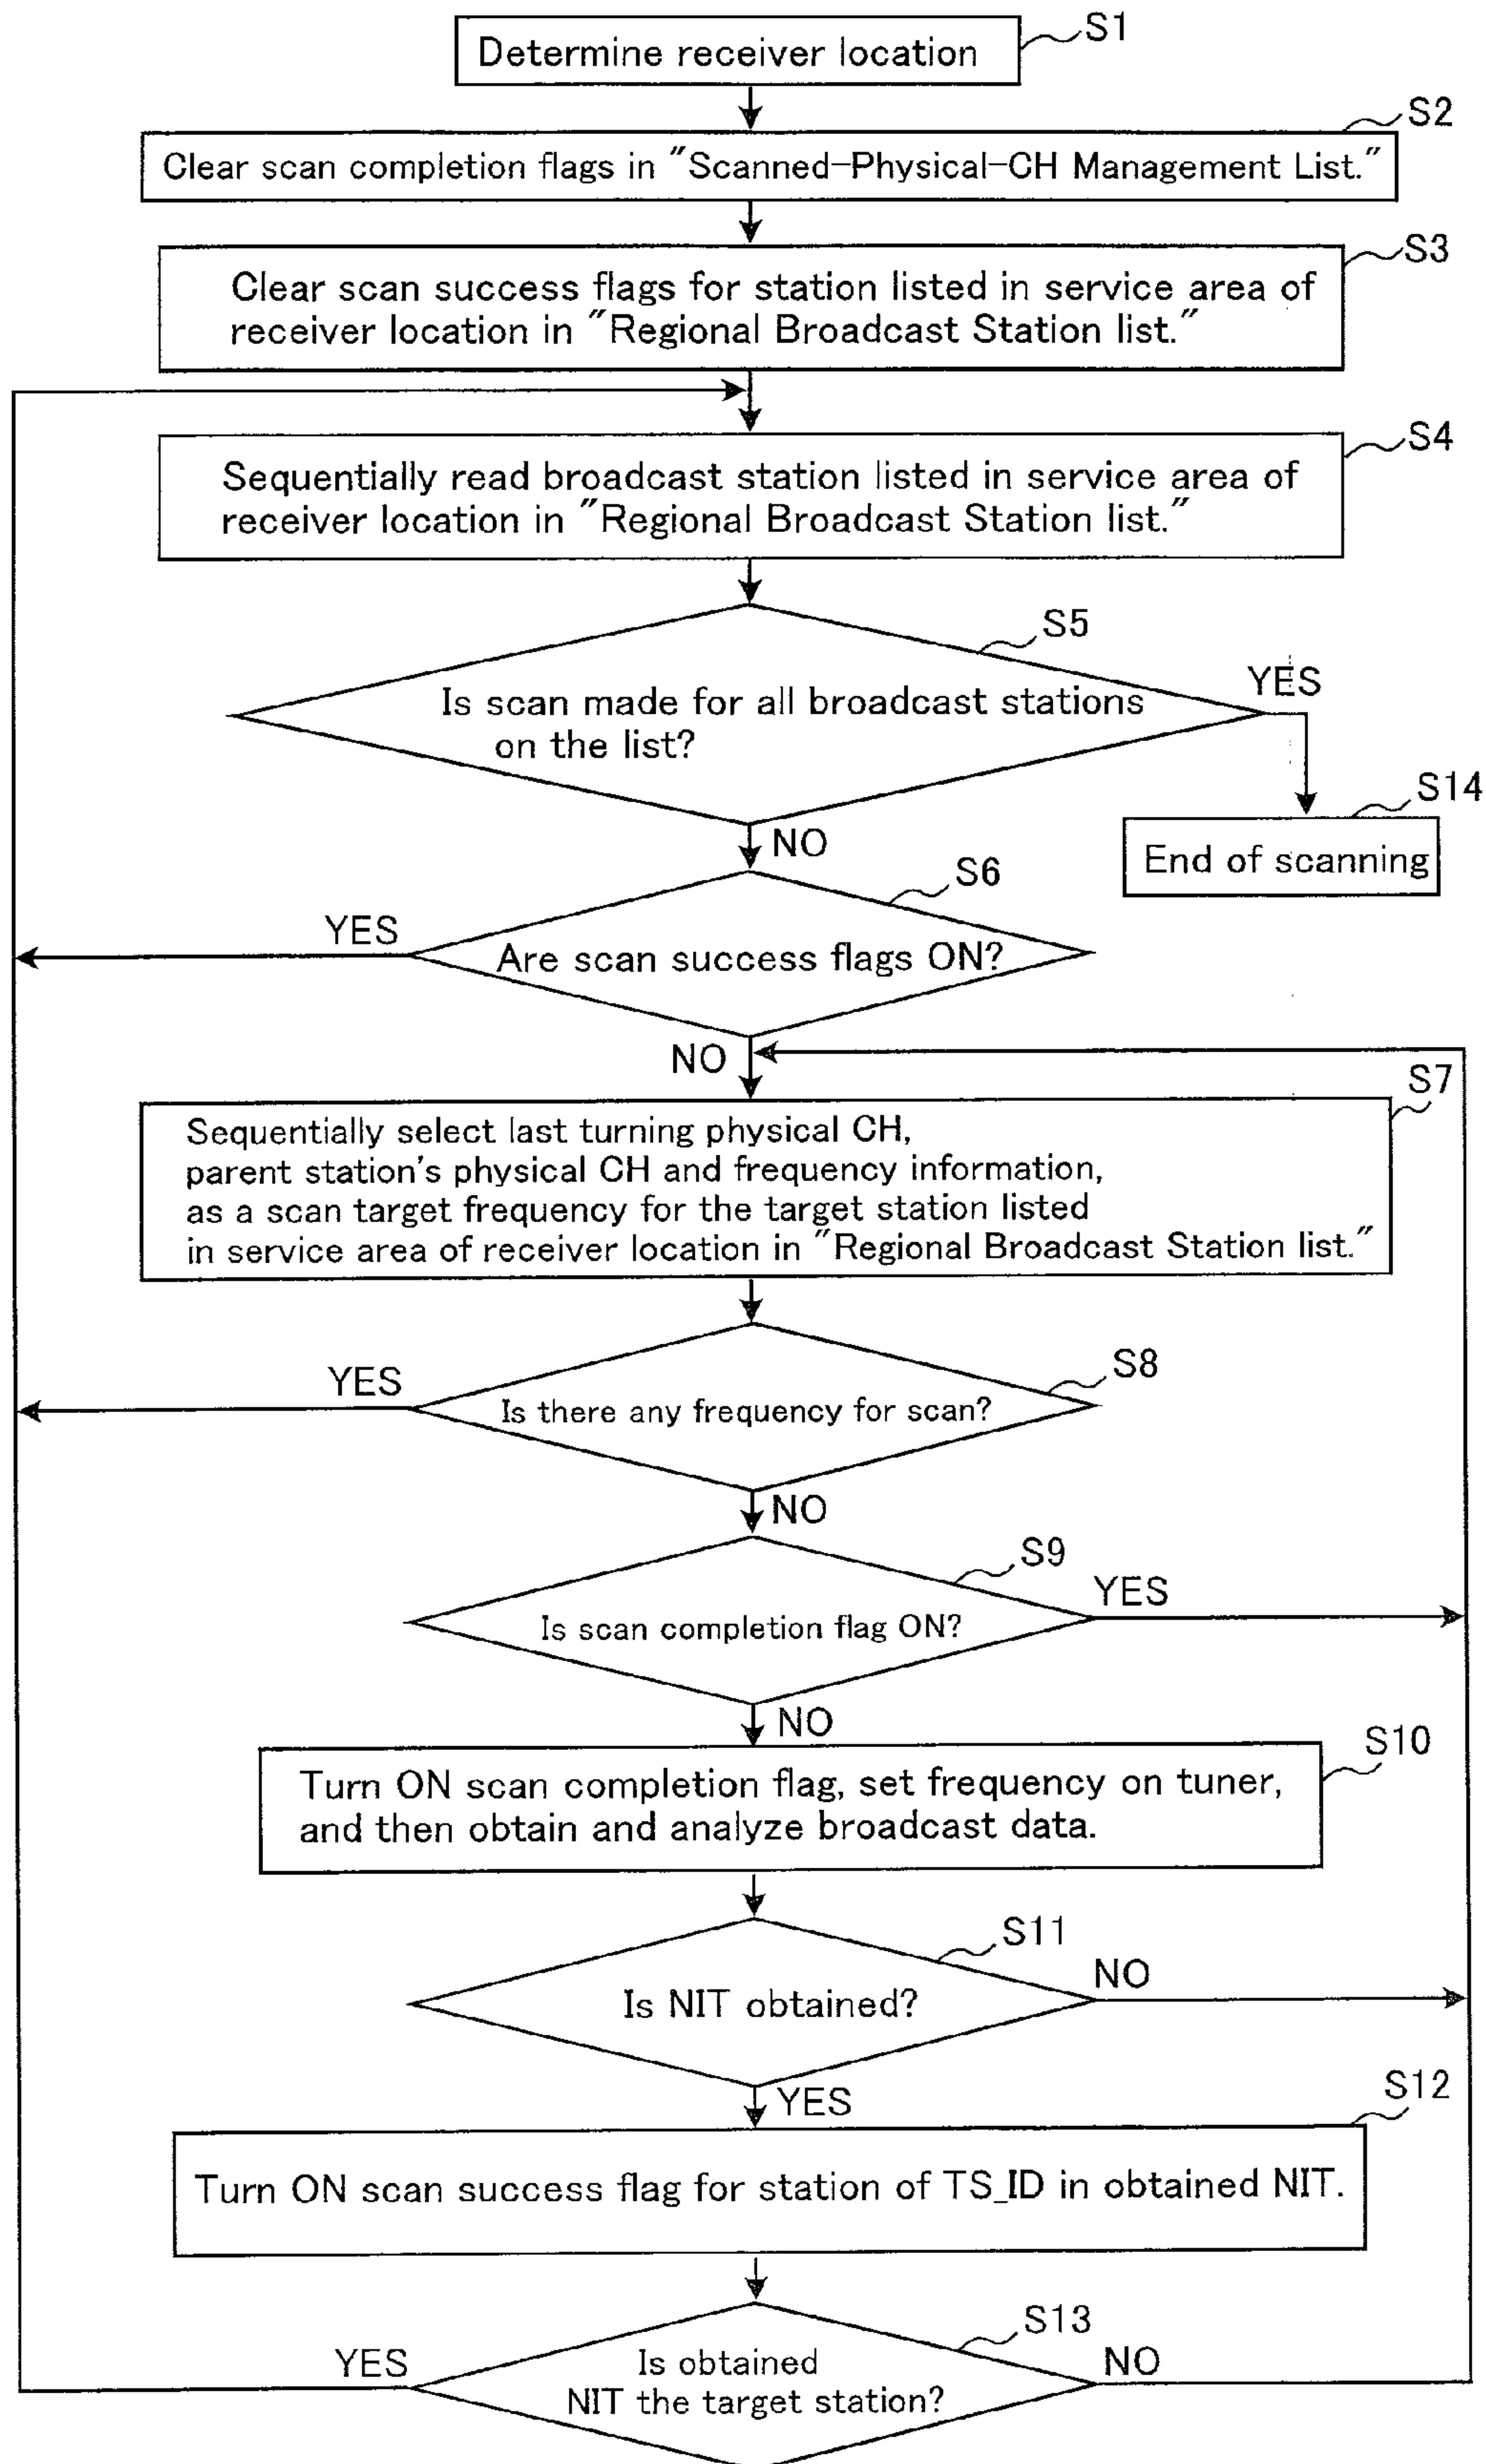 S1
Determine receiver location
S2
Clear scan completion flags in "Scanned-Physical-CH Management List."
S3
Clear scan success flags for station listed in service area of
receiver location in "Regional Broadcast Station list."
S4
Sequentially read broadcast station listed in service area of
receiver location in "Regional Broadcast Station list."
S5
Is scan made for all broadcast stations
on the list?
YES
S14
End of scanning
NO
S6
YES
Are scan success flags ON?
NO
S7
Sequentially select last turning physical CH,
parent station's physical CH and frequency information,
as a scan target frequency for the target station listed
in service area of receiver location in "Regional Broadcast Station list."
S8
YES
Is there any frequency for scan?
NO
S9
YES
Is scan completion flag ON?
NO
S10
Turn ON scan completion flag, set frequency on tuner,
and then obtain and analyze broadcast data.
S11
NO
Is NIT obtained?
YES
S12
Turn ON scan success flag for station of TS_ID in obtained NIT.
S13
YES
Is obtained
NIT the target station?
NO